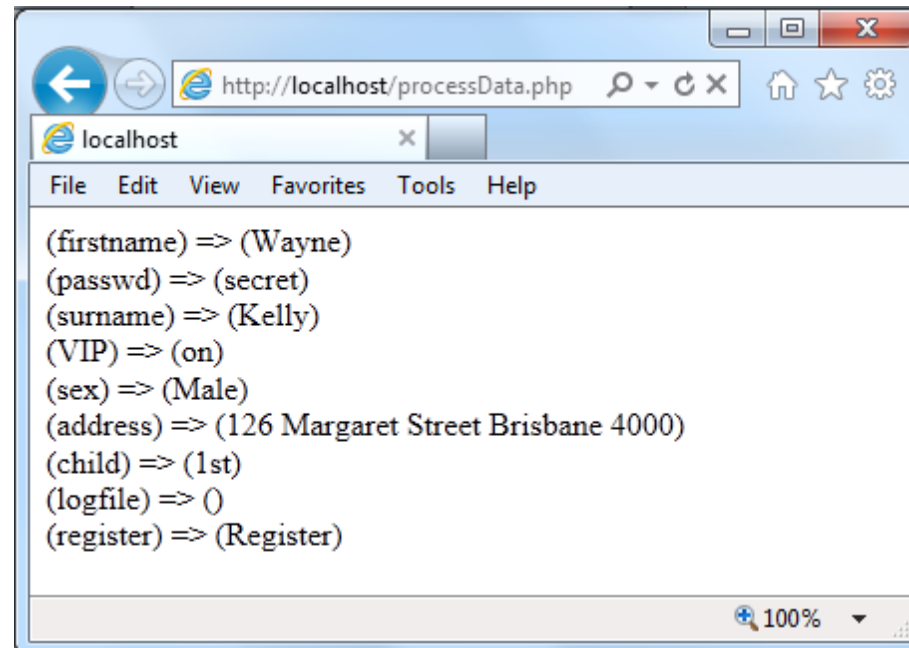 http://localhost/processData.php
localhost
File Edit View Favorites Tools Help
(firstname) => (Wayne)
(passwd) => (secret)
(surname) => (Kelly)
(VIP) => (on)
(sex) => (Male)
(address) => (126 Margaret Street Brisbane 4000)
(child) => (1st)
(logfile) => ()
(register) => (Register)
100%